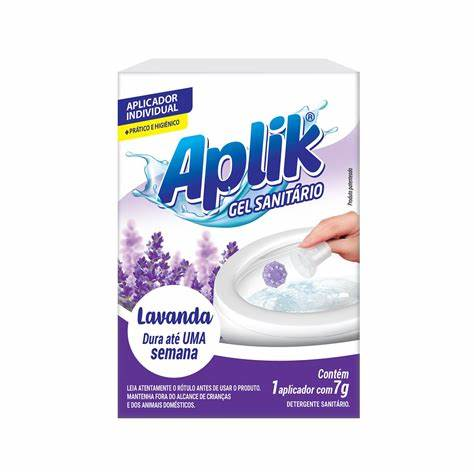 APLICADOR
INDIVIDUAL
+ PRÁTICO E HIGIÊNICO
Aplik®
GEL SANITÁRIO
Produto patenteado
Lavanda
Dura até UMA
semana
LEIA ATENTAMENTE O RÓTULO ANTES DE USAR O PRODUTO.
MANTENHA FORA DO ALCANCE DE CRIANÇAS
E DOS ANIMAIS DOMÉSTICOS.
Contém
1 aplicador com 7g
DETERGENTE SANITÁRIO.